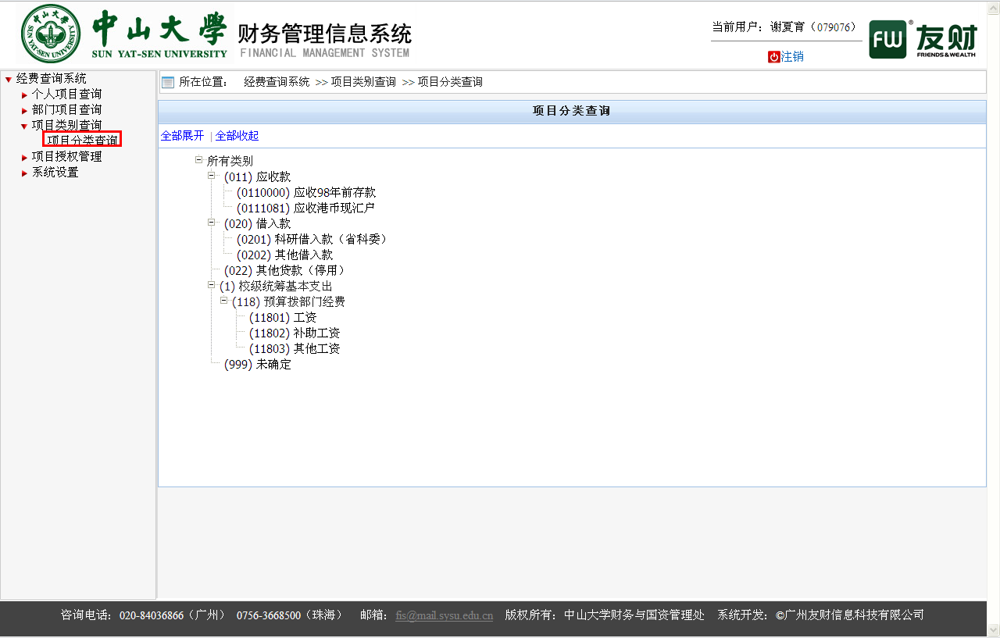 中山大学
SUN YAT-SEN UNIVERSITY
中山大學
SUN YAT-SEN UNIVERSITY
财务管理信息系统
FINANCIAL MANAGEMENT SYSTEM
当前用户：谢夏育（079076）
注销
FW®
友财
FRIENDS&WEALTH
经费查询系统
个人项目查询
部门项目查询
项目类别查询
项目分类查询
项目授权管理
系统设置
所在位置： 经费查询系统 >> 项目类别查询 >> 项目分类查询
项目分类查询
全部展开 | 全部收起
所有类别
(011) 应收款
(0110000) 应收98年前存款
(0111081) 应收港币现汇户
(020) 借入款
(0201) 科研借入款（省科委）
(0202) 其他借入款
(022) 其他贷款（停用）
(1) 校级统筹基本支出
(118) 预算拨部门经费
(11801) 工资
(11802) 补助工资
(11803) 其他工资
(999) 未确定
咨询电话：020-84036866（广州） 0756-3668500（珠海） 邮箱：fis@mail.sysu.edu.cn 版权所有：中山大学财务与国资管理处 系统开发：©广州友财信息科技有限公司